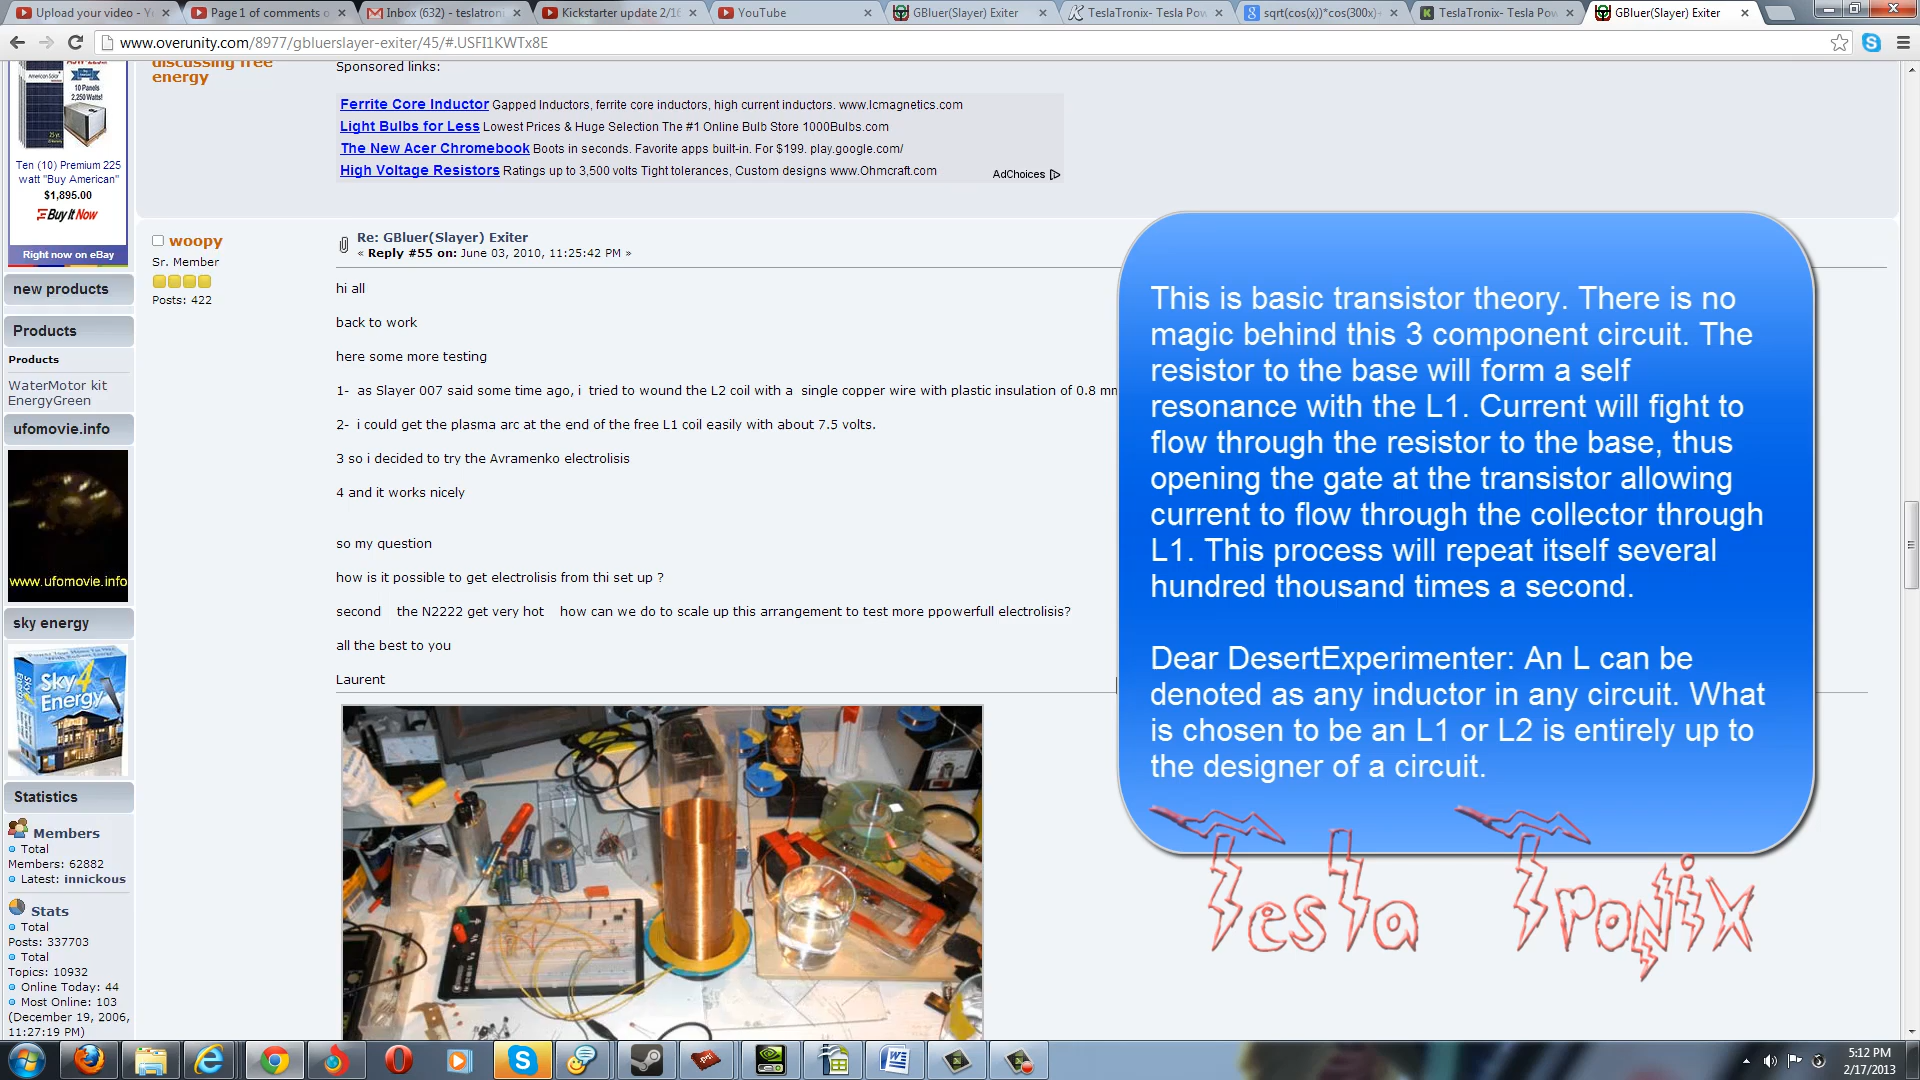 Upload your video - Y
Page 1 of comments o
Inbox (632) - teslatron
Kickstarter update 2/1
YouTube
GBluer(Slayer) Exiter
TeslaTronix- Tesla Pow
sqrt(cos(x))*cos(300x)+
TeslaTronix- Tesla Pow
GBluer(Slayer) Exiter
www.overunity.com/8977/gbluerslayer-exiter/45/#.USFI1KWTx8E
discussing free
energy
Sponsored links:
Ferrite Core Inductor Gapped Inductors, ferrite core inductors, high current inductors. www.lcmagnetics.com
Light Bulbs for Less Lowest Prices & Huge Selection The #1 Online Bulb Store 1000Bulbs.com
The New Acer Chromebook Boots in seconds. Favorite apps built-in. For $199. play.google.com/
High Voltage Resistors Ratings up to 3,500 volts Tight tolerances, Custom designs www.Ohmcraft.com
AdChoices
American Solar
10 Panels
2,250 Watts!
Ten (10) Premium 225
watt "Buy American"
$1,895.00
Buy It Now
Right now on eBay
new products
Products
Products
WaterMotor kit
EnergyGreen
ufomovie.info
www.ufomovie.info
sky energy
Sky4
Energy
Statistics
Members
Total
Members: 62882
Latest: innickous
Stats
Total
Posts: 337703
Total
Topics: 10932
Online Today: 44
Most Online: 103
(December 19, 2006,
11:27:19 PM)
woopy
Sr. Member
Posts: 422
Re: GBluer(Slayer) Exiter
« Reply #55 on: June 03, 2010, 11:25:42 PM »
hi all
back to work
here some more testing
1- as Slayer 007 said some time ago, i tried to wound the L2 coil with a single copper wire with plastic insulation of 0.8 mm
2- i could get the plasma arc at the end of the free L1 coil easily with about 7.5 volts.
3 so i decided to try the Avramenko electrolisis
4 and it works nicely
so my question
how is it possible to get electrolisis from thi set up ?
second the N2222 get very hot how can we do to scale up this arrangement to test more ppowerfull electrolisis?
all the best to you
Laurent
This is basic transistor theory. There is no
magic behind this 3 component circuit. The
resistor to the base will form a self
resonance with the L1. Current will fight to
flow through the resistor to the base, thus
opening the gate at the transistor allowing
current to flow through the collector through
L1. This process will repeat itself several
hundred thousand times a second.
Dear DesertExperimenter: An L can be
denoted as any inductor in any circuit. What
is chosen to be an L1 or L2 is entirely up to
the designer of a circuit.
Tesla Tronix
5:12 PM
2/17/2013